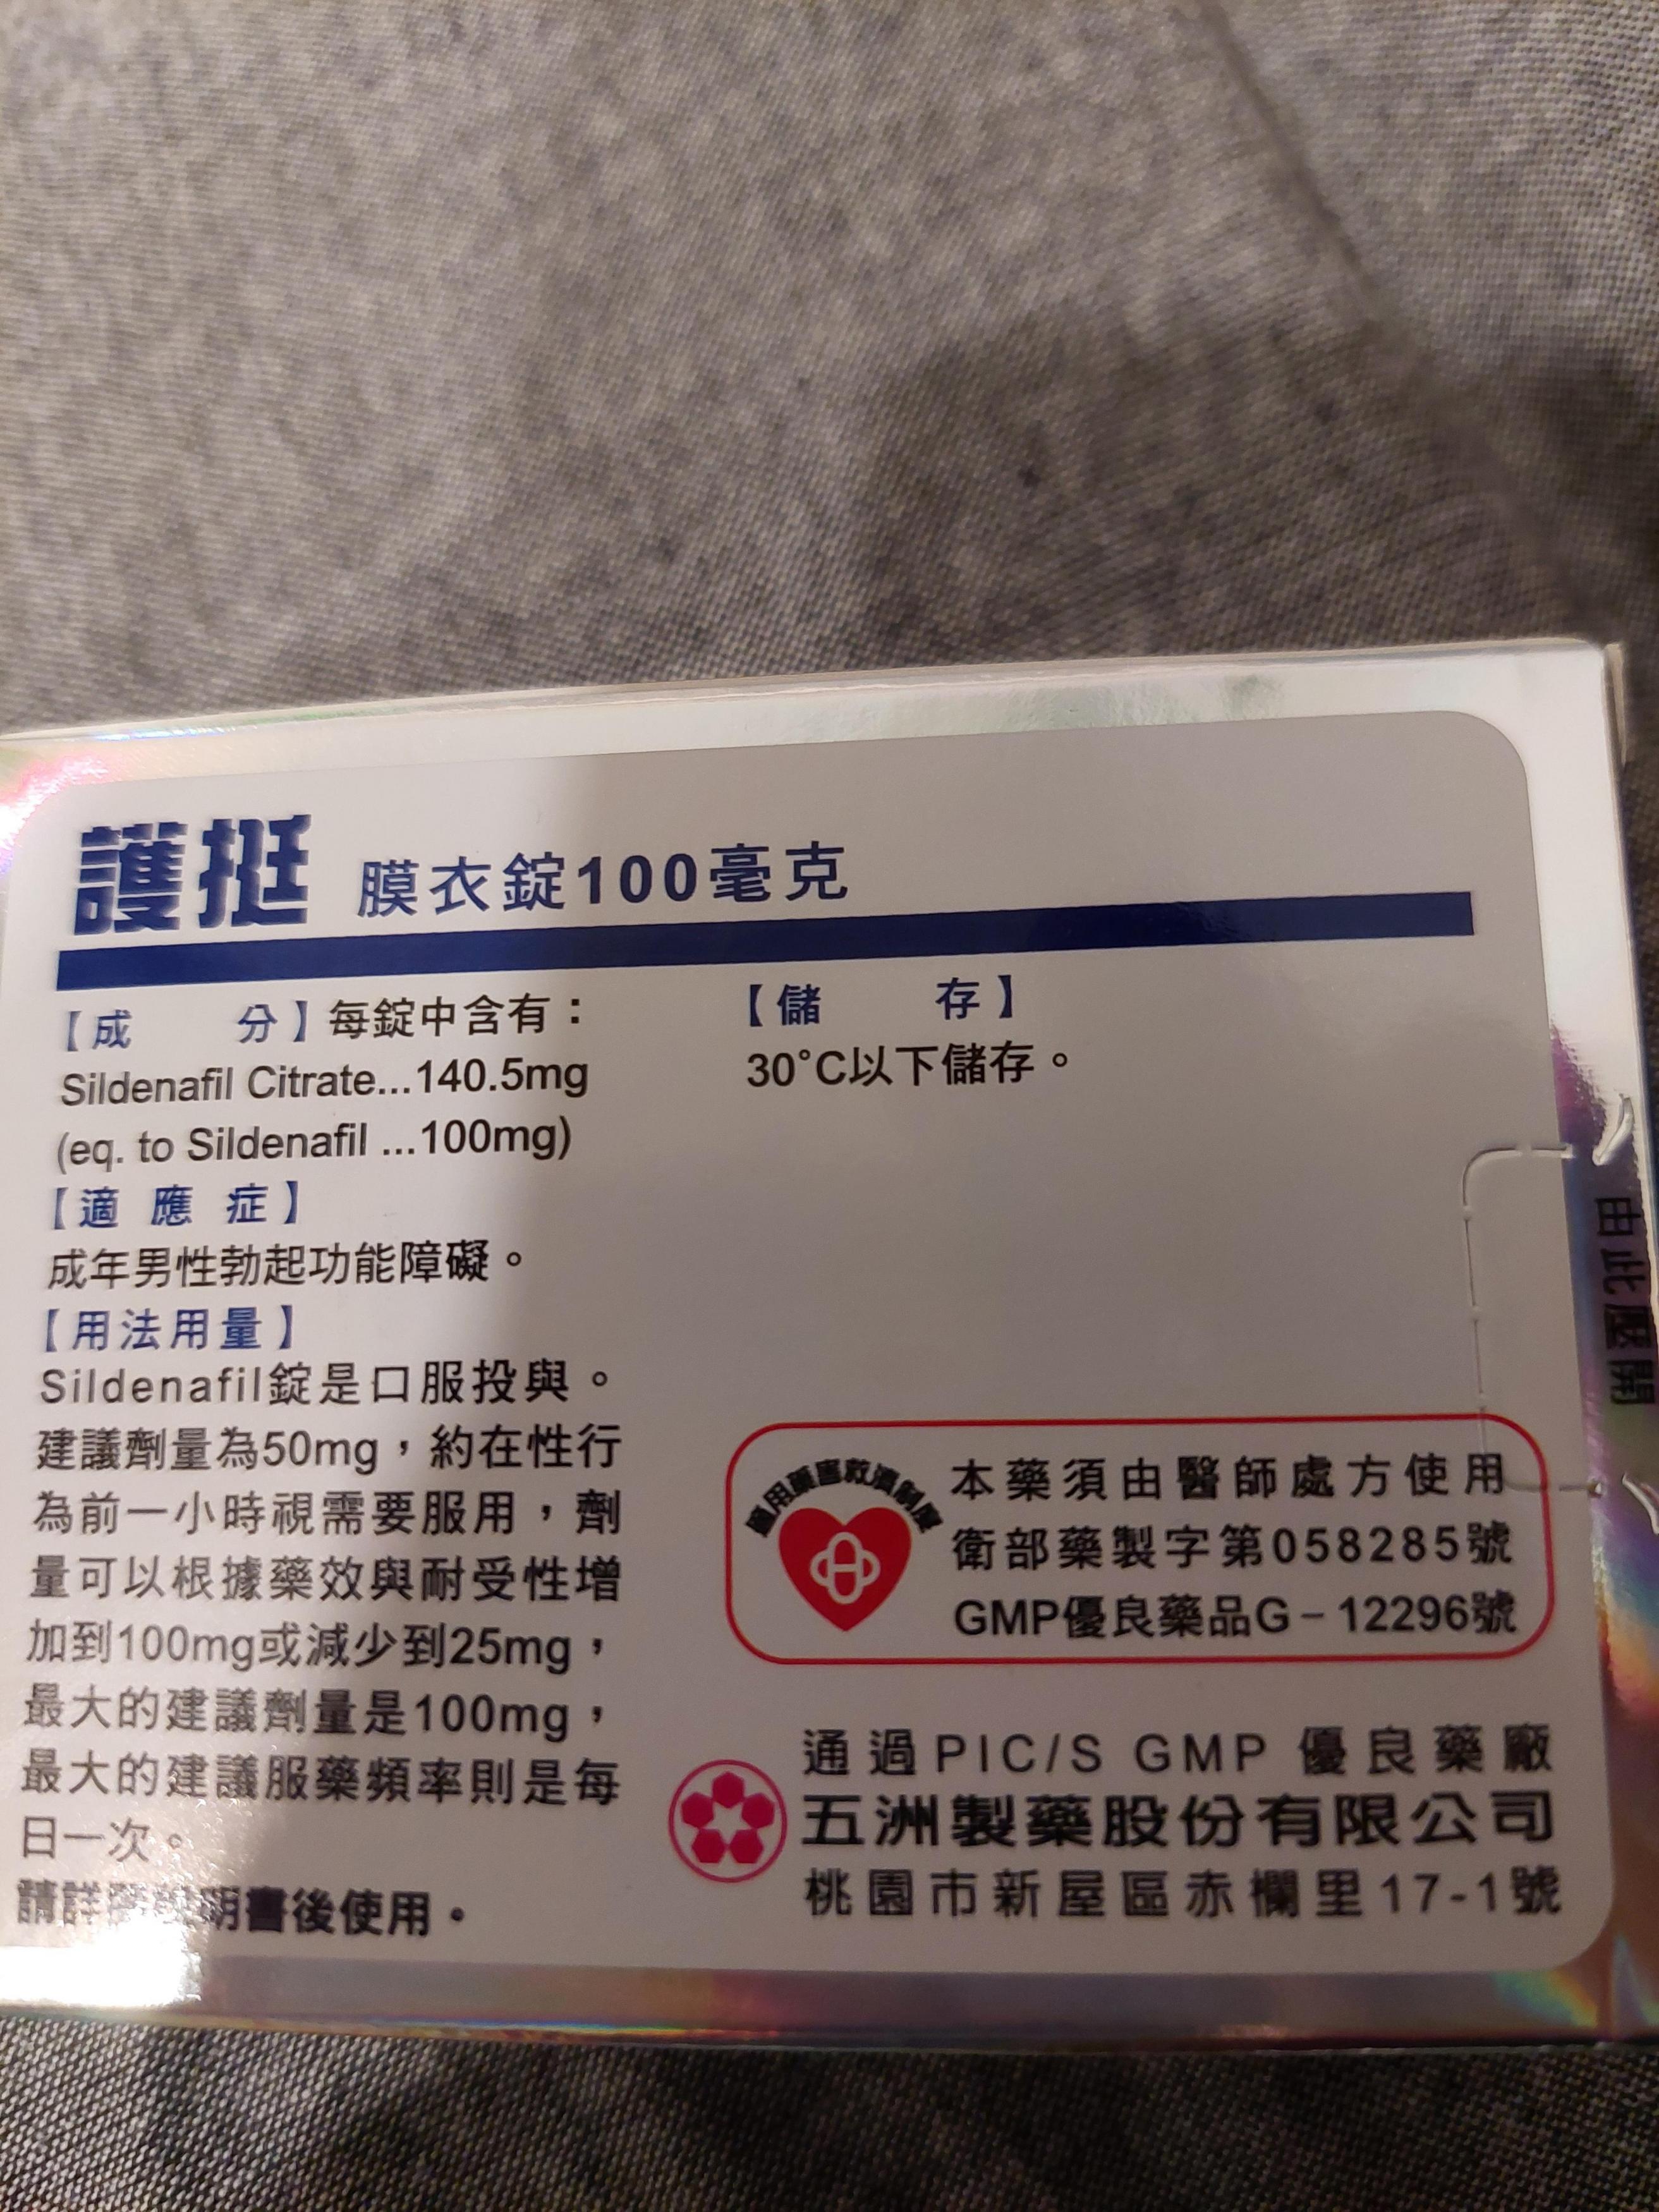 護挺 膜衣錠100毫克
【成 分】每錠中含有：
Sildenafil Citrate...140.5mg
(eq. to Sildenafil ...100mg)
【適 應 症】
成年男性勃起功能障礙。
【用法用量】
Sildenafil錠是口服投與。
建議劑量為50mg，約在性行
為前一小時視需要服用，劑
量可以根據藥效與耐受性增
加到100mg或減少到25mg，
最大的建議劑量是100mg，
最大的建議服藥頻率則是每
日一次。
請詳閱說明書後使用。
【儲 存】
30°C以下儲存。
適用藥害救濟制度
本藥須由醫師處方使用
衛部藥製字第058285號
GMP優良藥品G－12296號
通過PIC/S GMP 優良藥廠
五洲製藥股份有限公司
桃園市新屋區赤欄里17-1號
由此壓開